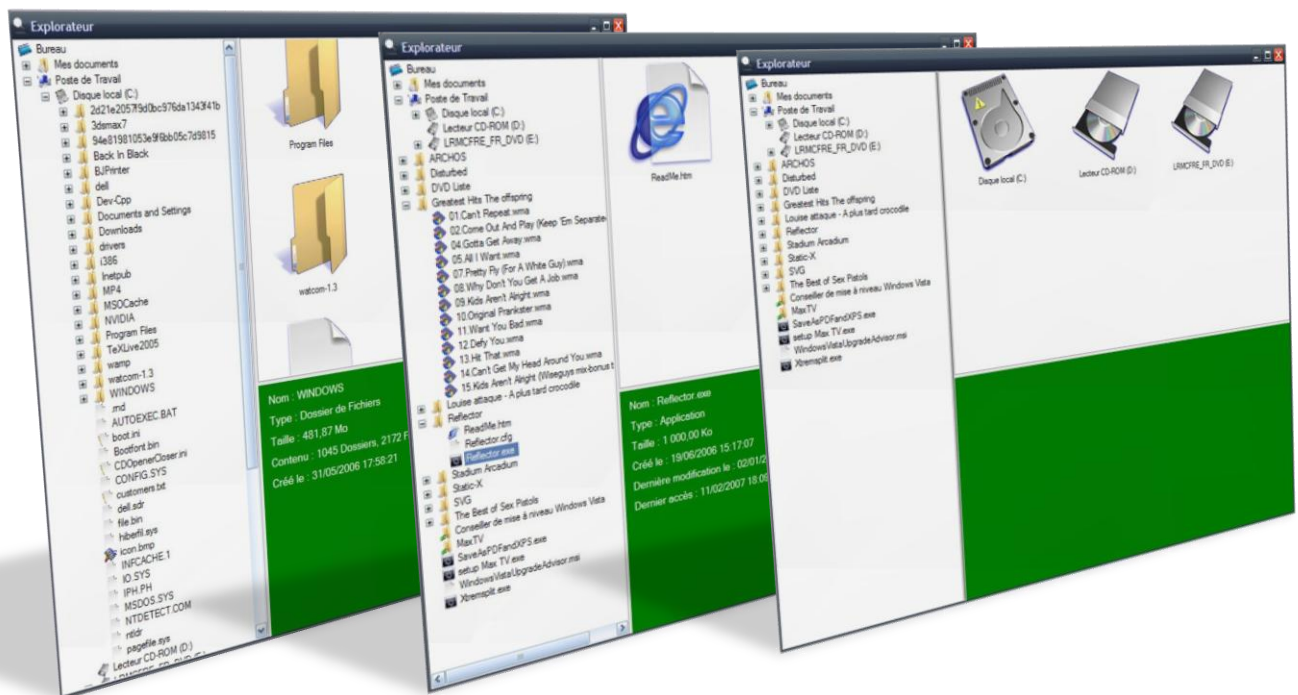 Explorateur
Bureau
Mes documents
Poste de Travail
Disque local (C:)
2d21e2057f9d0bc976da1343f41b
3dsmax7
94e81981053e9f6bb05c7d9815
Back In Black
BJPrinter
dell
Dev-Cpp
Documents and Settings
Downloads
drivers
i386
Inetpub
MP4
MSOCache
NVIDIA
Program Files
TeXLive2005
wamp
watcom-1.3
WINDOWS
.rnd
AUTOEXEC.BAT
boot.ini
Bootfont.bin
CDOpenerCloser.ini
CONFIG.SYS
customers.txt
dell.sdr
file.bin
hiberfil.sys
icon.bmp
INFCACHE.1
IO.SYS
IPH.PH
MSDOS.SYS
NTDETECT.COM
ntldr
pagefile.sys
Lecteur CD-ROM (D:)
Program Files
watcom-1.3
Nom : WINDOWS
Type : Dossier de Fichiers
Taille : 481,87 Mo
Contenu : 1045 Dossiers, 2172 F
Créé le : 31/05/2006 17:58:21
Explorateur
Bureau
Mes documents
Poste de Travail
Disque local (C:)
Lecteur CD-ROM (D:)
LRMCFRE_FR_DVD (E:)
ARCHOS
Disturbed
DVD Liste
Greatest Hits The offspring
01.Can't Repeat.wma
02.Come Out And Play (Keep 'Em Separate
04.Gotta Get Away.wma
05.All I Want.wma
07.Pretty Fly (For A White Guy).wma
08.Why Don't You Get A Job.wma
09.Kids Aren't Alright.wma
10.Original Prankster.wma
11.Want You Bad.wma
12.Defy You.wma
13.Hit That.wma
14.Can't Get My Head Around You.wma
15.Kids Aren't Alright (Wiseguys mix-bonus t
Louise attaque - A plus tard crocodile
Reflector
ReadMe.htm
Reflector.cfg
Reflector.exe
Stadium Arcadium
Static-X
SVG
The Best of Sex Pistols
Conseiller de mise à niveau Windows Vista
MaxTV
SaveAsPDFandXPS.exe
setup Max TV.exe
WindowsVistaUpgradeAdvisor.msi
Xtremsplit.exe
ReadMe.htm
Nom : Reflector.exe
Type : Application
Taille : 1 000,00 Ko
Créé le : 19/06/2006 15:17:07
Dernière modification le : 02/01/2
Dernier accès : 11/02/2007 18:09
Explorateur
Bureau
Mes documents
Poste de Travail
Disque local (C:)
Lecteur CD-ROM (D:)
LRMCFRE_FR_DVD (E:)
ARCHOS
Disturbed
DVD Liste
Greatest Hits The offspring
Louise attaque - A plus tard crocodile
Reflector
Stadium Arcadium
Static-X
SVG
The Best of Sex Pistols
Conseiller de mise à niveau Windows Vista
MaxTV
SaveAsPDFandXPS.exe
setup Max TV.exe
WindowsVistaUpgradeAdvisor.msi
Xtremsplit.exe
Disque local (C:)
Lecteur CD-ROM (D:)
LRMCFRE_FR_DVD (E:)